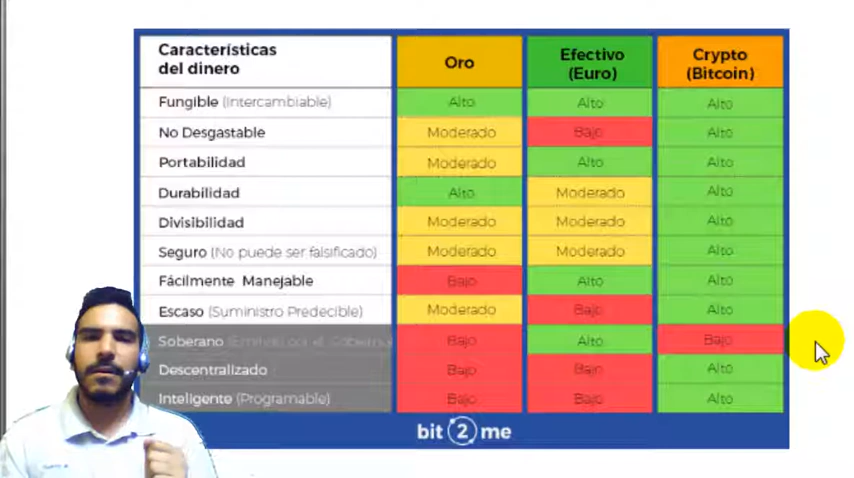 Características
del dinero
Oro
Efectivo
(Euro)
Crypto
(Bitcoin)
Fungible (Intercambiable) Alto Alto Alto
No Desgastable Moderado Bajo Alto
Portabilidad Moderado Alto Alto
Durabilidad Alto Moderado Alto
Divisibilidad Moderado Moderado Alto
Seguro (No puede ser falsificado) Moderado Moderado Alto
Fácilmente Manejable Bajo Alto Alto
Escaso (Suministro Predecible) Moderado Bajo Alto
Soberano Bajo Alto Bajo
Descentralizado Bajo Bajo Alto
Inteligente (Programable) Bajo Bajo Alto
bit 2 me